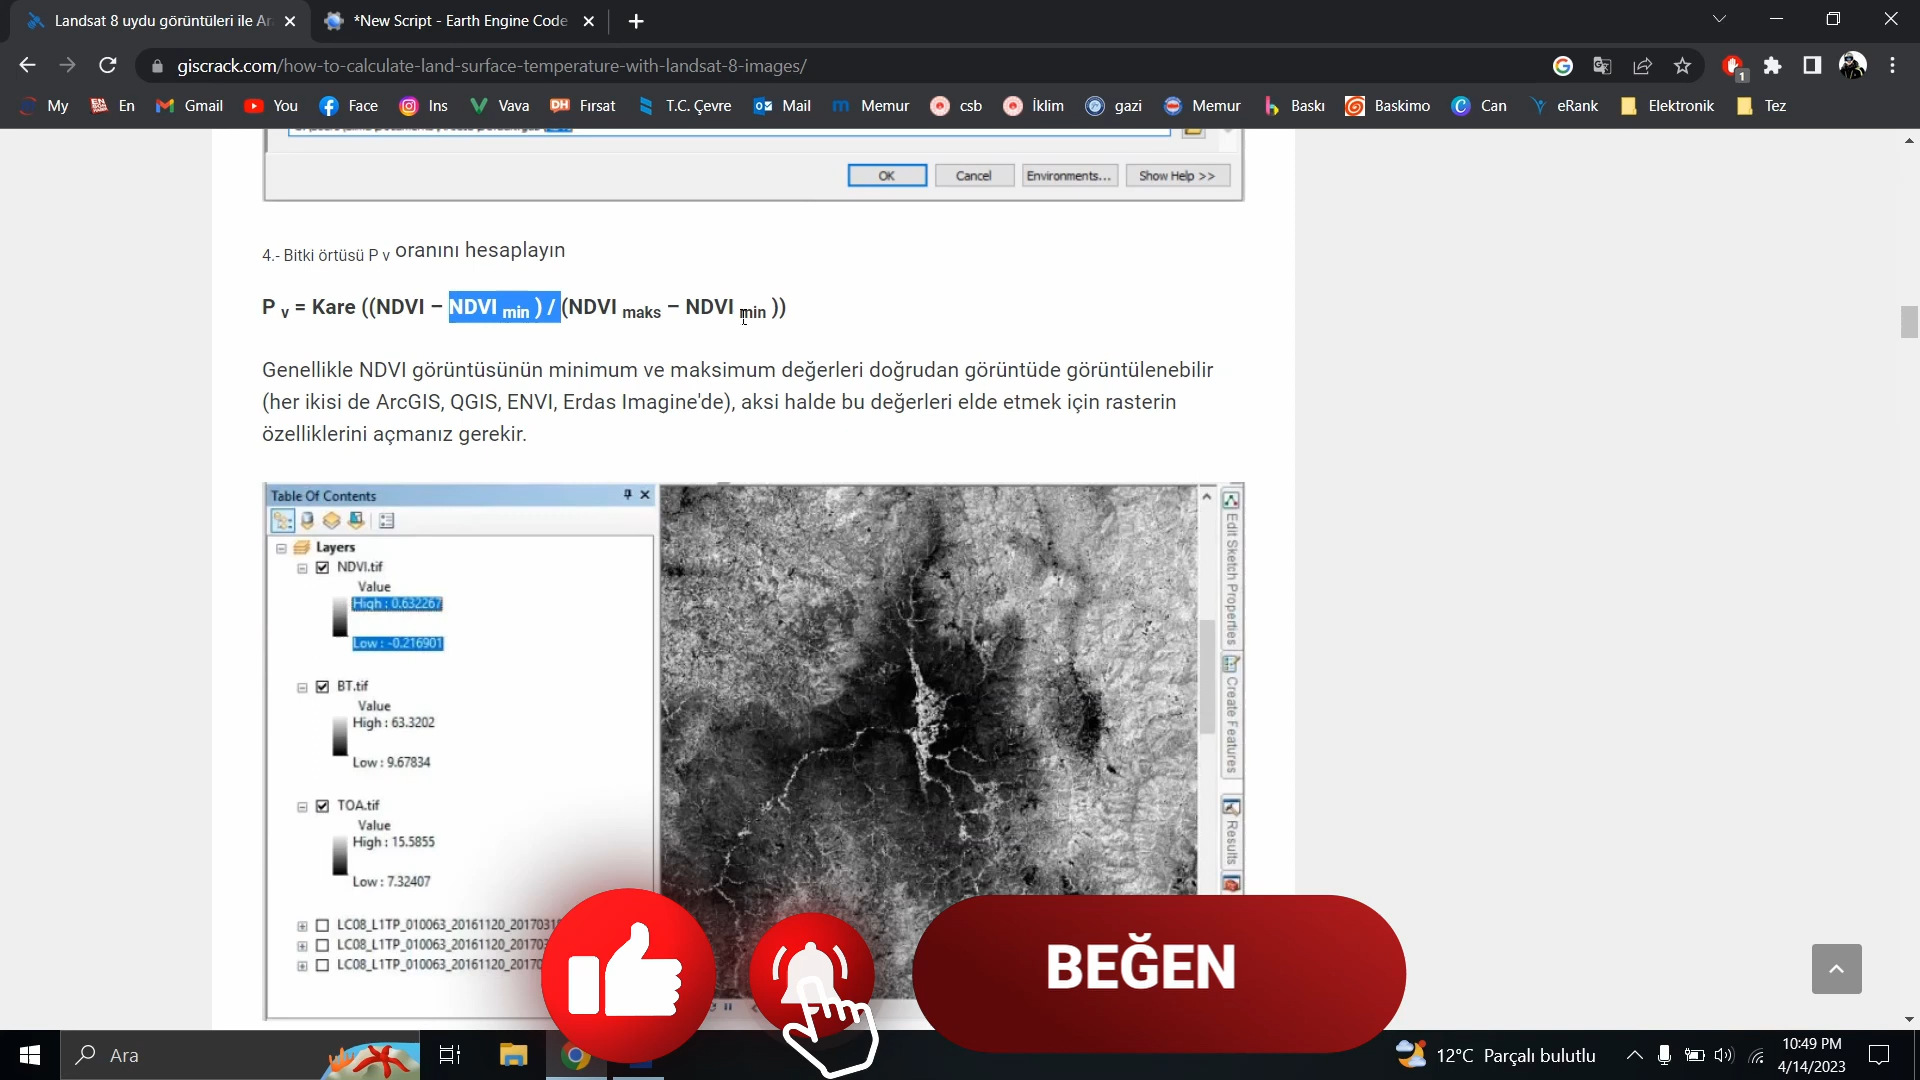 Landsat 8 uydu görüntüleri ile Ar
*New Script - Earth Engine Code
giscrack.com/how-to-calculate-land-surface-temperature-with-landsat-8-images/
1
My
En
Gmail
You
Face
Ins
Vava
Fırsat
T.C. Çevre
Mail
Memur
csb
İklim
gazi
Memur
Baskı
Baskimo
Can
eRank
Elektronik
Tez
OK
Cancel
Environments...
Show Help >>
4.- Bitki örtüsü P v oranını hesaplayın
P v = Kare ((NDVI – NDVI min ) / (NDVI maks – NDVI min ))
Genellikle NDVI görüntüsünün minimum ve maksimum değerleri doğrudan görüntüde görüntülenebilir
(her ikisi de ArcGIS, QGIS, ENVI, Erdas Imagine'de), aksi halde bu değerleri elde etmek için rasterin
özelliklerini açmanız gerekir.
Table Of Contents
Layers
NDVI.tif
Value
High : 0.632267
Low : -0.216901
BT.tif
Value
High : 63.3202
Low : 9.67834
TOA.tif
Value
High : 15.5855
Low : 7.32407
LC08_L1TP_010063_20161120_2017031
LC08_L1TP_010063_20161120_201703
LC08_L1TP_010063_20161120_20170
Edit Sketch Properties
Create Features
Results
BEĞEN
Ara
12°C Parçalı bulutlu
10:49 PM
4/14/2023